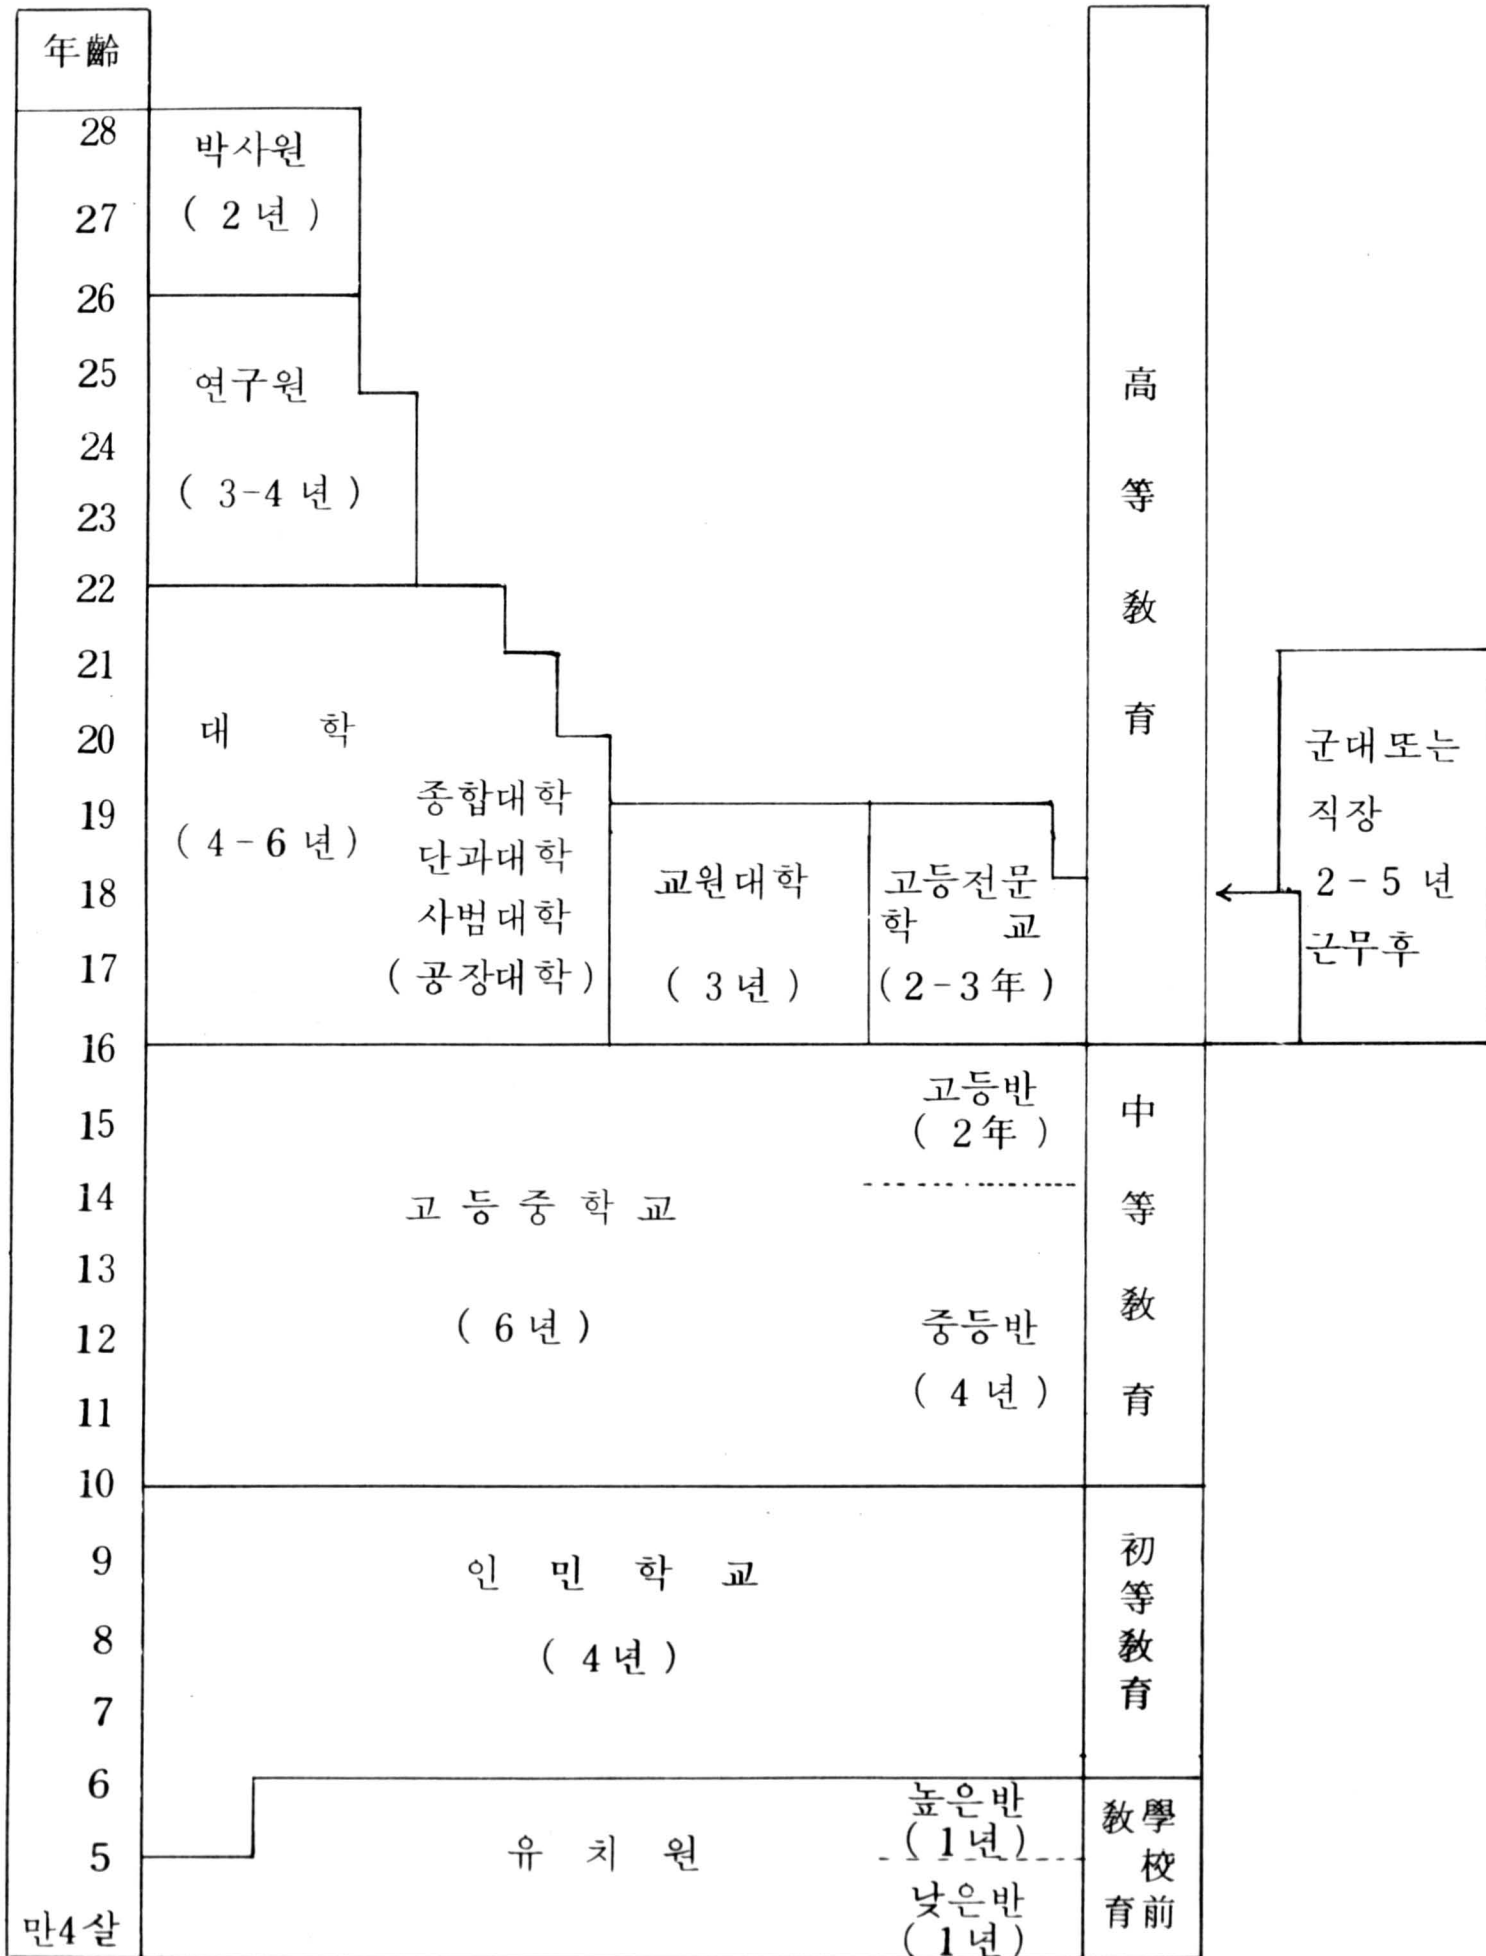 年齡
28
27
26
25
24
23
22
21
20
19
18
17
16
15
14
13
12
11
10
9
8
7
6
5
만4살
박사원
( 2 년 )
연구원
( 3-4 년 )
대 학
( 4-6 년 )
종합대학
단과대학
사범대학
( 공장대학 )
교원대학
( 3년 )
고등전문
학 교
( 2-3年 )
고등중학교
( 6년 )
고등반
( 2年 )
중등반
( 4년 )
인 민 학 교
( 4년 )
유 치 원
높은반
( 1년 )
낮은반
( 1년 )
高等敎育
中等敎育
初等敎育
學校前
敎育
군대또는
직장
2-5 년
근무후